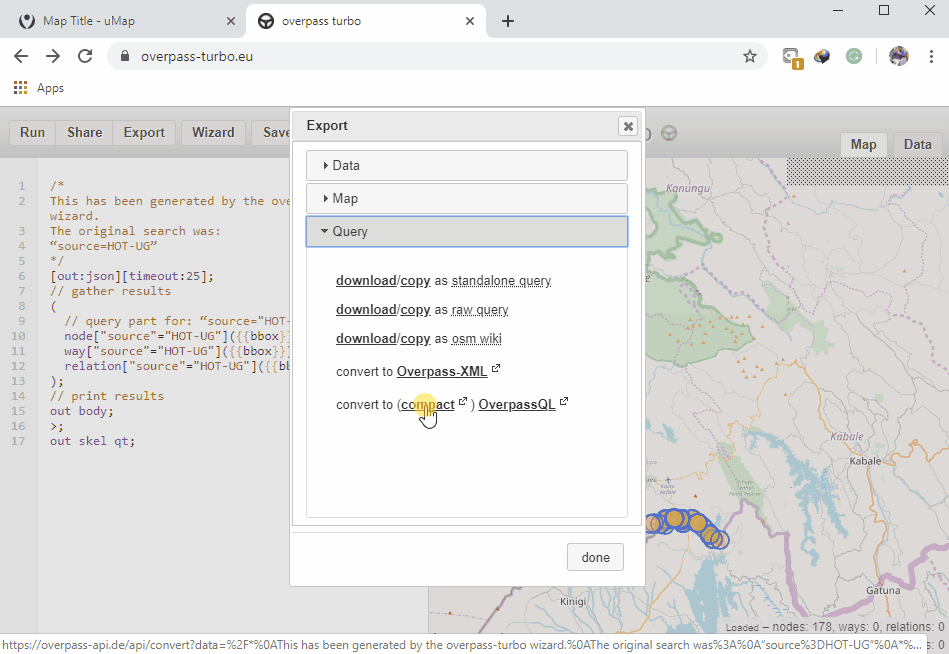 Map Title - uMap
overpass turbo
overpass-turbo.eu
1
Apps
Run
Share
Export
Wizard
Save
Map
Data
1 /*
2 This has been generated by the ove
wizard.
3 The original search was:
4 “source=HOT-UG”
5 */
6 [out:json][timeout:25];
7 // gather results
8 (
9 // query part for: “source="HOT-
10 node["source"="HOT-UG"]({{bbox}}
11 way["source"="HOT-UG"]({{bbox}}
12 relation["source"="HOT-UG"]({{bb
13 );
14 // print results
15 out body;
16 >;
17 out skel qt;
Export
Data
Map
Query
download/copy as standalone query
download/copy as raw query
download/copy as osm wiki
convert to Overpass-XML
convert to (compact ) OverpassQL
done
Kanungu
Kabale
Kabale
Gatuna
Kinigi
Loaded – nodes: 178, ways: 0, relations: 0
s: 0
https://overpass-api.de/api/convert?data=%2F*%0AThis has been generated by the overpass-turbo wizard.%0AThe original search was%3A%0A“source%3DHOT-UG”%0A*%...